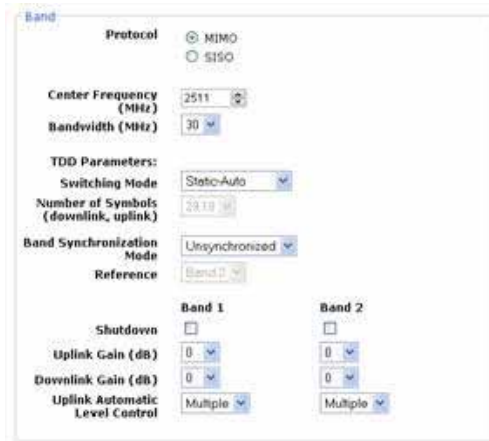 Band
Protocol
MIMO
SISO
Center Frequency (MHz)
2511
Bandwidth (MHz)
30
TDD Parameters:
Switching Mode
Static-Auto
Number of Symbols (downlink, uplink)
Band Synchronization Mode
Unsynchronized
Reference
Band 2
Band 1 Band 2
Shutdown
Uplink Gain (dB)
0 0
Downlink Gain (dB)
0 0
Uplink Automatic Level Control
Multiple Multiple